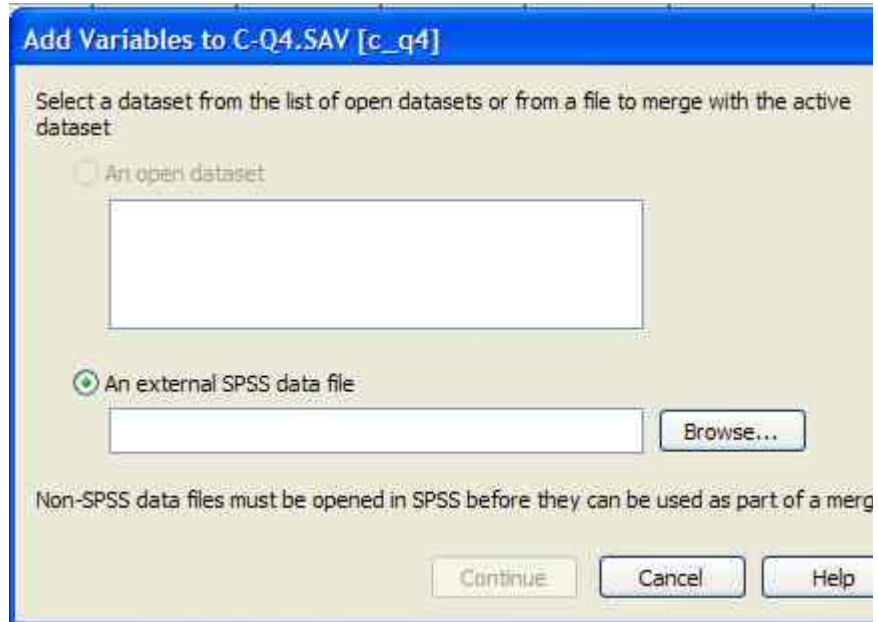 Add Variables to C-Q4.SAV [c_q4]
Select a dataset from the list of open datasets or from a file to merge with the active
dataset
An open dataset
An external SPSS data file
Browse...
Non-SPSS data files must be opened in SPSS before they can be used as part of a merg
Continue
Cancel
Help